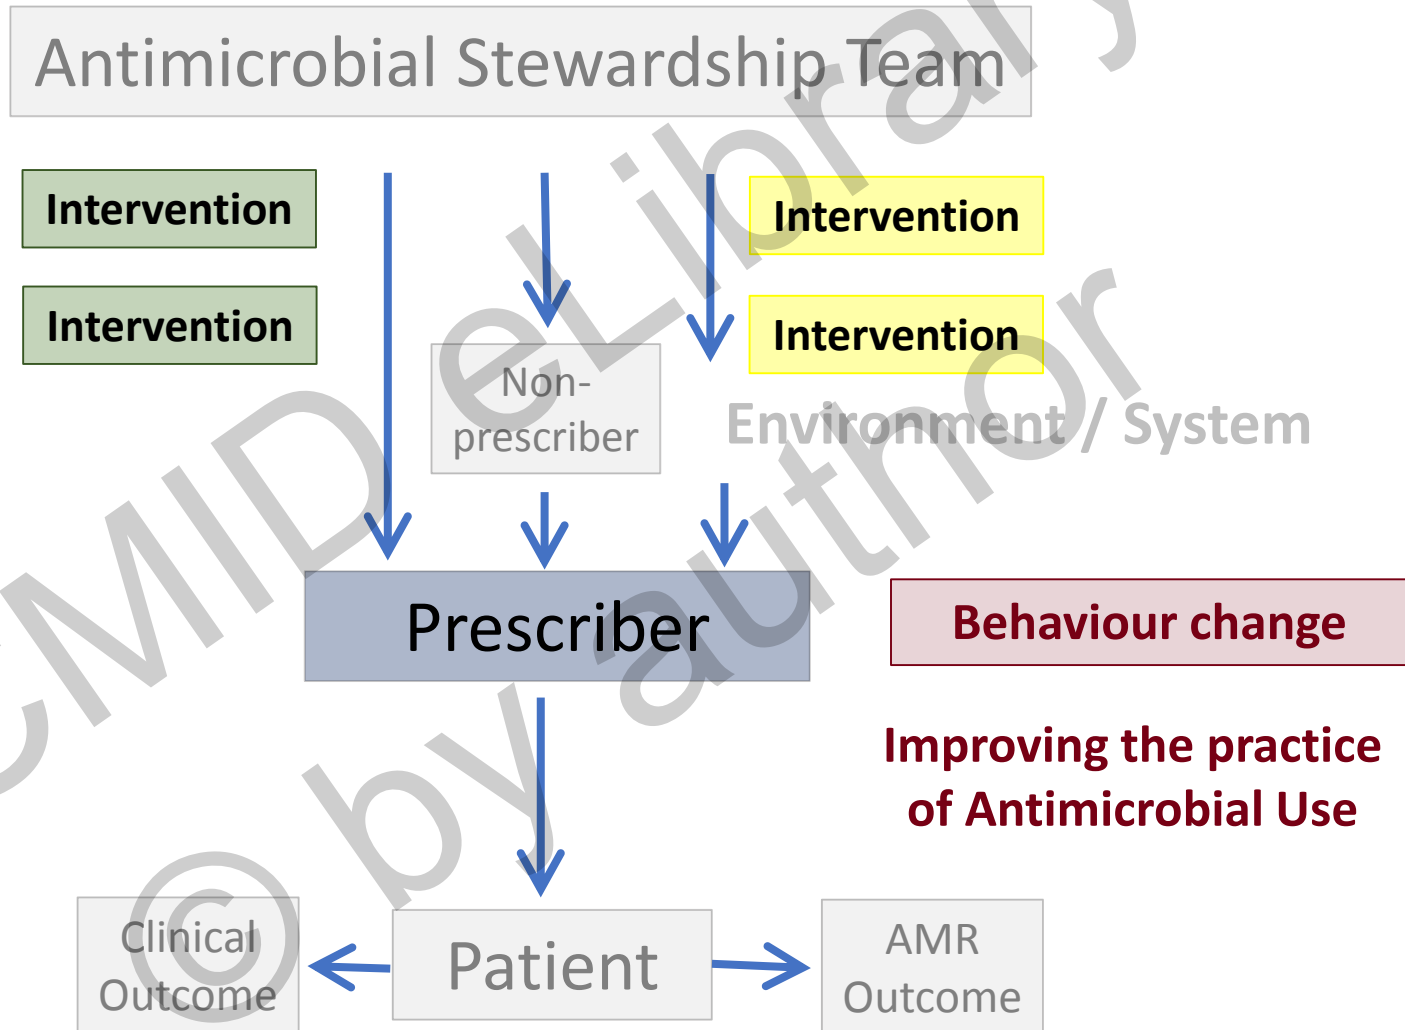 Antimicrobial Stewardship Team
Intervention
Intervention
Intervention
Intervention
Non-
prescriber
Environment / System
Prescriber
Behaviour change
Improving the practice
of Antimicrobial Use
Clinical
Outcome
Patient
AMR
Outcome
CMID eLibrary
© by author